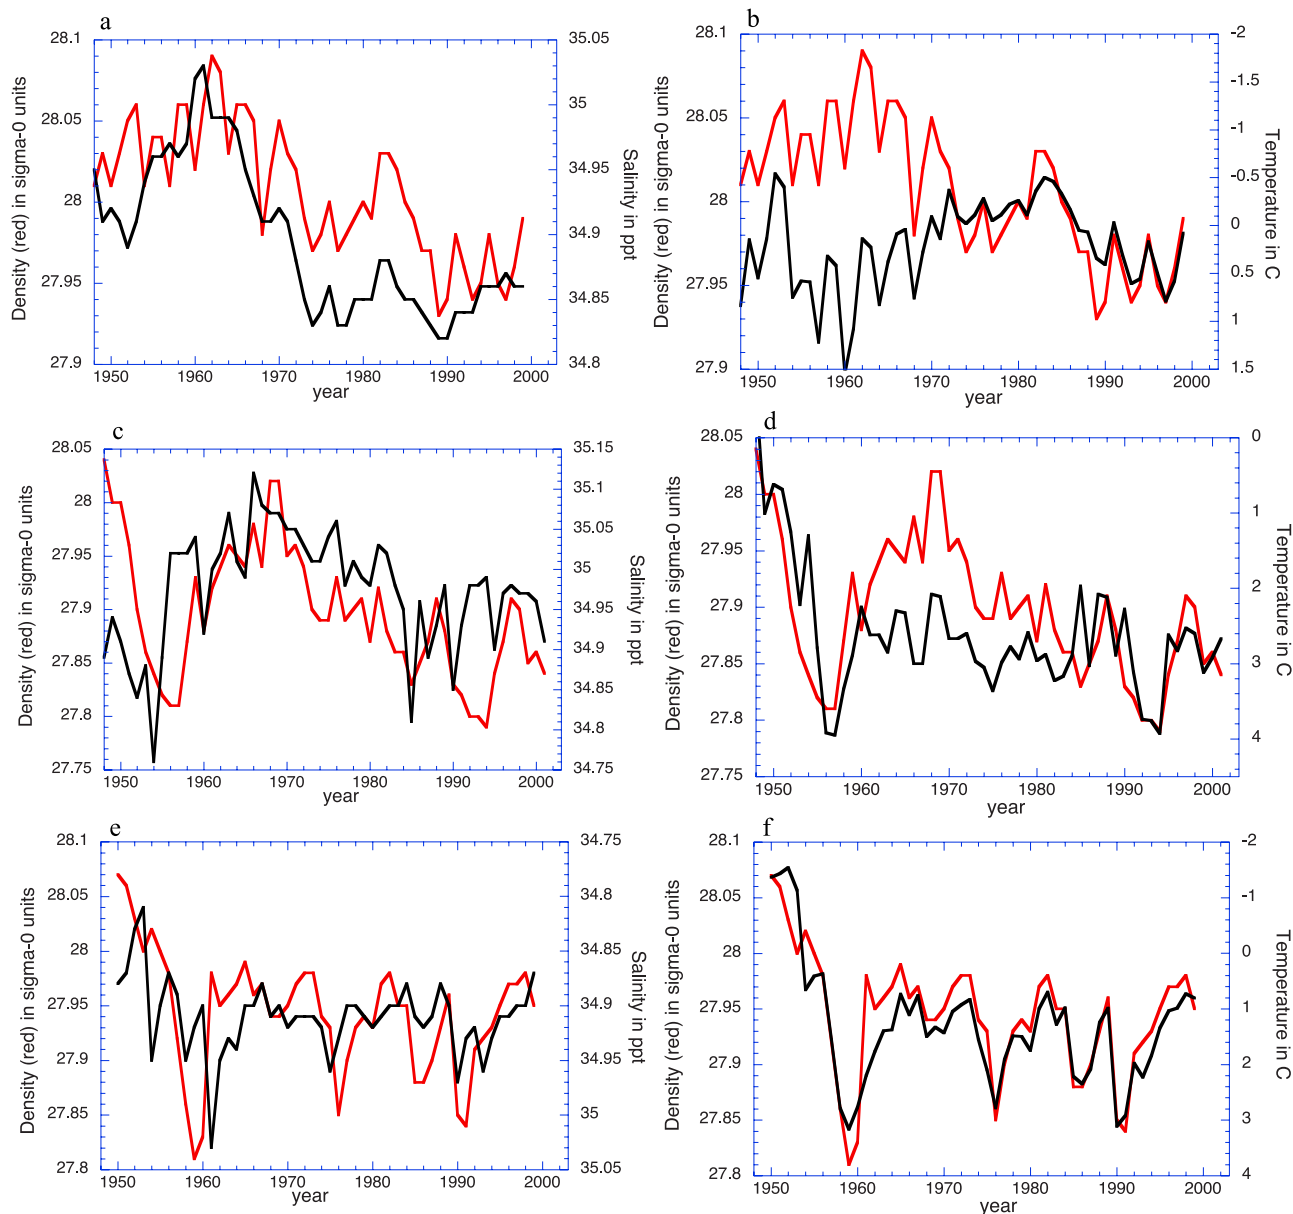 a
28.1
28.05
28
27.95
27.9
Density (red) in sigma-0 units
35.05
35
34.95
34.9
34.85
34.8
Salinity in ppt
1950 1960 1970 1980 1990 2000
year
b
28.1
28.05
28
27.95
27.9
Density (red) in sigma-0 units
-2
-1.5
-1
-0.5
0
0.5
1
1.5
Temperature in C
1950 1960 1970 1980 1990 2000
year
c
28.05
28
27.95
27.9
27.85
27.8
27.75
Density (red) in sigma-0 units
35.15
35.1
35.05
35
34.95
34.9
34.85
34.8
34.75
Salinity in ppt
1950 1960 1970 1980 1990 2000
year
d
28.05
28
27.95
27.9
27.85
27.8
27.75
Density (red) in sigma-0 units
0
1
2
3
4
Temperature in C
1950 1960 1970 1980 1990 2000
year
e
28.1
28.05
28
27.95
27.9
27.85
27.8
Density (red) in sigma-0 units
34.75
34.8
34.85
34.9
34.95
35
35.05
Salinity in ppt
1950 1960 1970 1980 1990 2000
year
f
28.1
28.05
28
27.95
27.9
27.85
27.8
Density (red) in sigma-0 units
-2
-1
0
1
2
3
4
Temperature in C
1950 1960 1970 1980 1990 2000
year